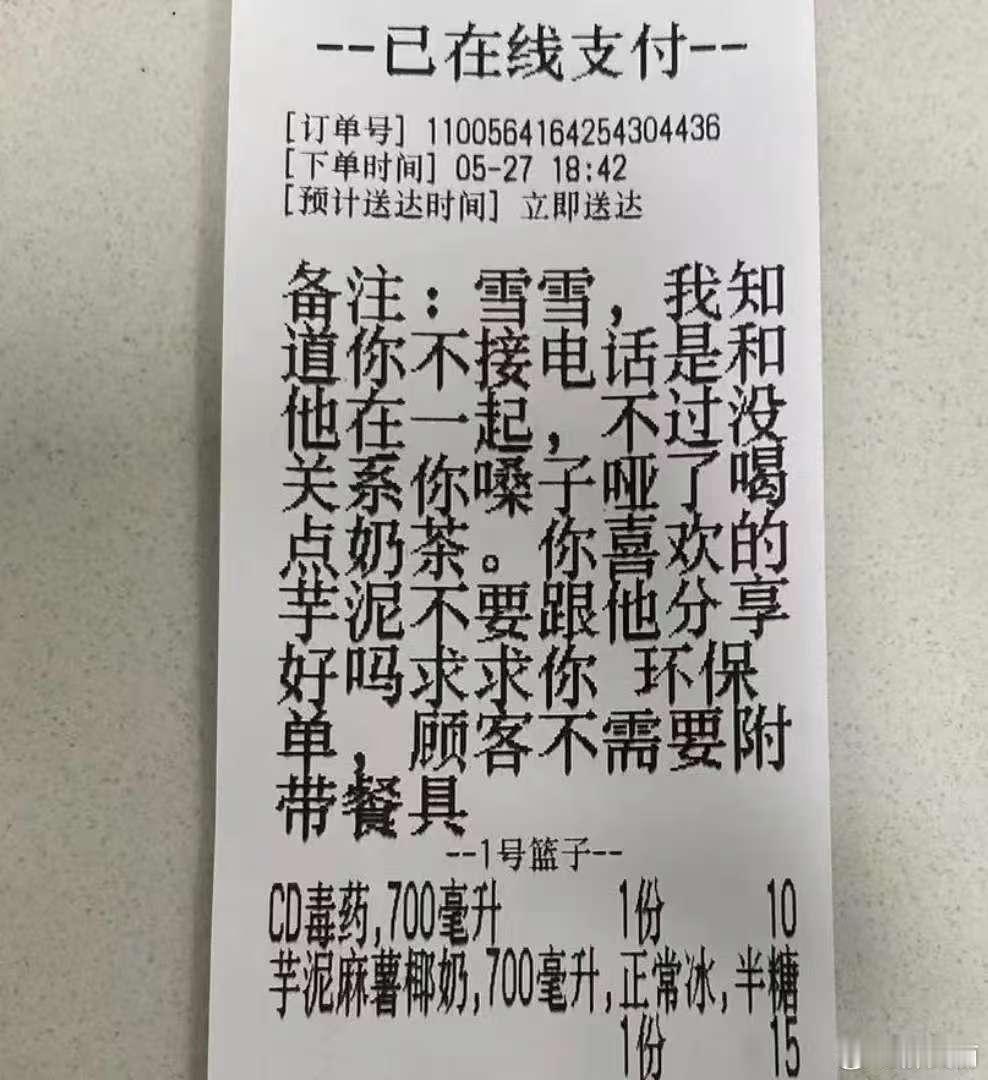 --已在线支付--
[订单号] 1100564164254304436
[下单时间] 05-27 18:42
[预计送达时间] 立即送达
备注：雪雪，我知
道你不接电话是和
他在一起，不过没
关系你嗓子哑了喝
点奶茶。你喜欢的
芋泥不要跟他分享
好吗求求你 环保
单，顾客不需要附
带餐具
--1号篮子--
CD毒药,700毫升 1份 10
芋泥麻薯椰奶,700毫升,正常冰,半糖
1份 15